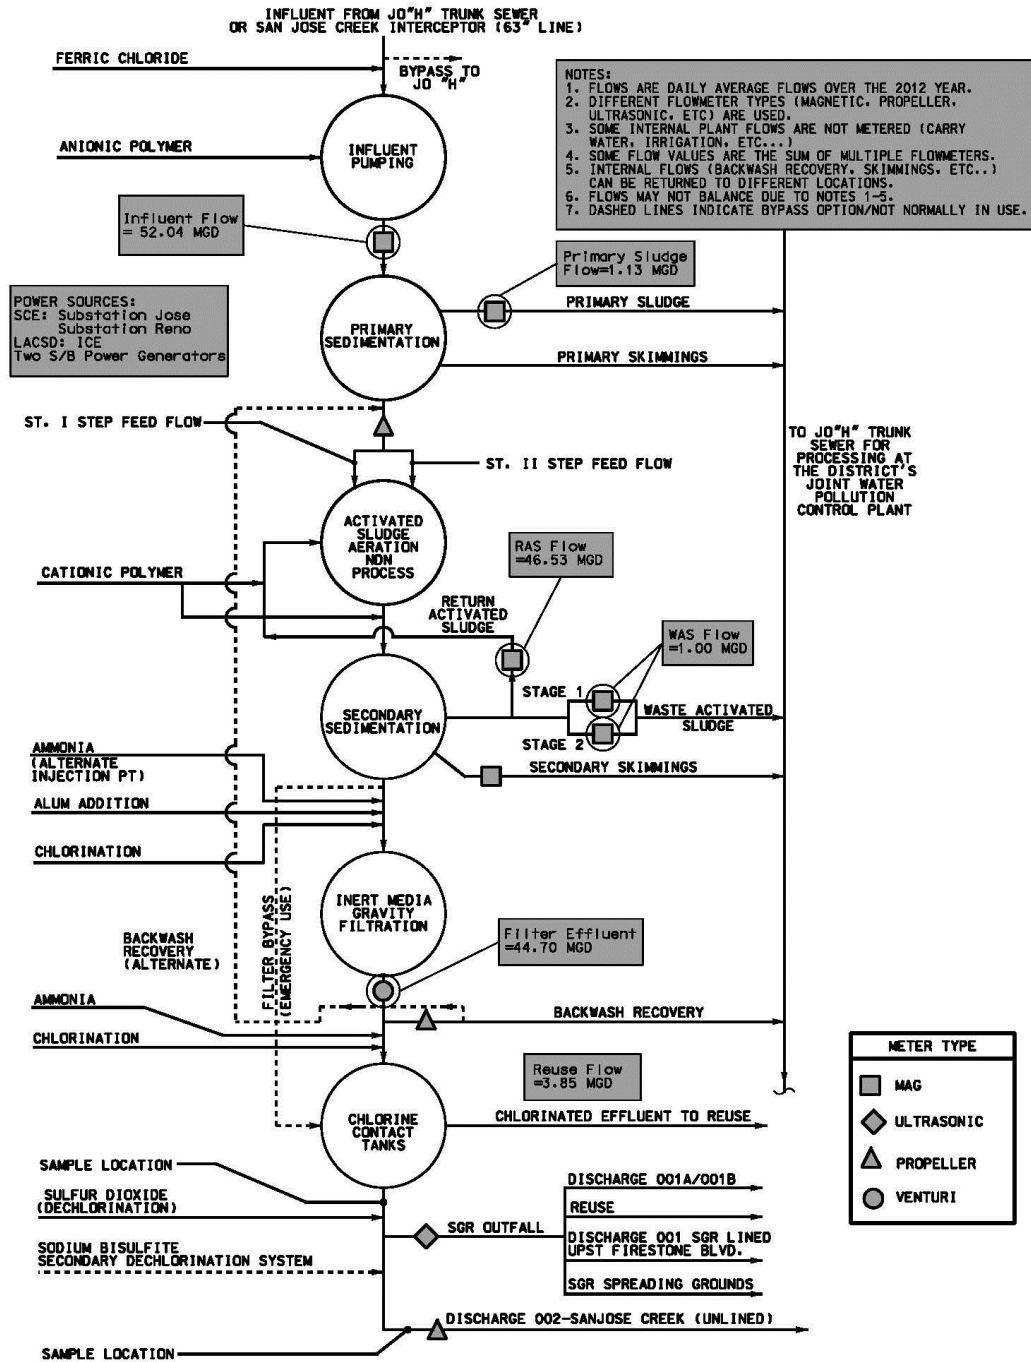 INFLUENT FROM JO"H" TRUNK SEWER
OR SAN JOSE CREEK INTERCEPTOR (63" LINE)
FERRIC CHLORIDE
BYPASS TO
JO "H"
NOTES:
1. FLOWS ARE DAILY AVERAGE FLOWS OVER THE 2012 YEAR.
2. DIFFERENT FLOWMETER TYPES (MAGNETIC, PROPELLER,
ULTRASONIC, ETC) ARE USED.
3. SOME INTERNAL PLANT FLOWS ARE NOT METERED (CARRY
WATER, IRRIGATION, ETC...)
4. SOME FLOW VALUES ARE THE SUM OF MULTIPLE FLOWMETERS.
5. INTERNAL FLOWS (BACKWASH RECOVERY, SKIMMINGS, ETC..)
CAN BE RETURNED TO DIFFERENT LOCATIONS.
6. FLOWS MAY NOT BALANCE DUE TO NOTES 1-5.
7. DASHED LINES INDICATE BYPASS OPTION/NOT NORMALLY IN USE.
ANIONIC POLYMER
INFLUENT
PUMPING
Influent Flow
= 52.04 MGD
Primary Sludge
Flow=1.13 MGD
POWER SOURCES:
SCE: Substation Jose
Substation Reno
LACSD: ICE
Two S/B Power Generators
PRIMARY
SEDIMENTATION
PRIMARY SLUDGE
PRIMARY SKIMMINGS
ST. I STEP FEED FLOW
ST. II STEP FEED FLOW
TO JO"H" TRUNK
SEWER FOR
PROCESSING AT
THE DISTRICT'S
JOINT WATER
POLLUTION
CONTROL PLANT
ACTIVATED
SLUDGE
AERATION
NDN
PROCESS
RAS Flow
=46.53 MGD
CATIONIC POLYMER
RETURN
ACTIVATED
SLUDGE
WAS Flow
=1.00 MGD
SECONDARY
SEDIMENTATION
STAGE 1
STAGE 2
WASTE ACTIVATED
SLUDGE
SECONDARY SKIMMINGS
AMMONIA
(ALTERNATE
INJECTION PT)
ALUM ADDITION
CHLORINATION
INERT MEDIA
GRAVITY
FILTRATION
Filter Effluent
=44.70 MGD
BACKWASH
RECOVERY
(ALTERNATE)
FILTER BYPASS
(EMERGENCY USE)
AMMONIA
BACKWASH RECOVERY
CHLORINATION
Reuse Flow
=3.85 MGD
CHLORINE
CONTACT
TANKS
CHLORINATED EFFLUENT TO REUSE
METER TYPE
MAG
ULTRASONIC
PROPELLER
VENTURI
SAMPLE LOCATION
SULFUR DIOXIDE
(DECHLORINATION)
SODIUM BISULFITE
SECONDARY DECHLORINATION SYSTEM
SGR OUTFALL
DISCHARGE 001A/001B
REUSE
DISCHARGE 001 SGR LINED
UPST FIRESTONE BLVD.
SGR SPREADING GROUNDS
DISCHARGE 002-SANJOSE CREEK (UNLINED)
SAMPLE LOCATION